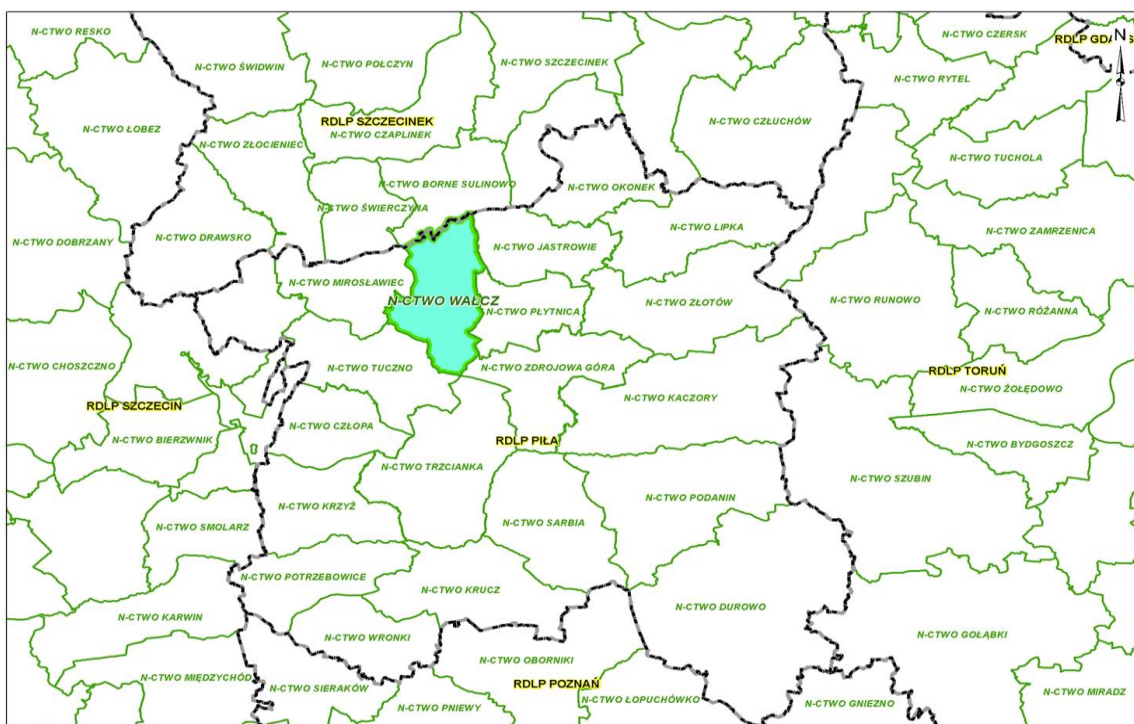 N-CTWO RESKO
N-CTWO CZERSK
RDLP GDA
S
N
N-CTWO ŚWIDWIN
N-CTWO POŁCZYN
N-CTWO SZCZECINEK
N-CTWO RYTEL
RDLP SZCZECINEK
N-CTWO CZŁUCHÓW
N-CTWO ŁOBEZ
N-CTWO CZAPLINEK
N-CTWO ZŁOCIENIEC
N-CTWO TUCHOLA
N-CTWO BORNE SULINOWO
N-CTWO OKONEK
N-CTWO ŚWIERCZYNA
N-CTWO LIPKA
N-CTWO ZAMRZENICA
N-CTWO DOBRZANY
N-CTWO DRAWSKO
N-CTWO JASTROWIE
N-CTWO MIROSŁAWIEC
N-CTWO WAŁCZ
N-CTWO ZŁOTÓW
N-CTWO RUNOWO
N-CTWO PŁYTNICA
N-CTWO RÓŻANNA
N-CTWO CHOSZCZNO
N-CTWO TUCZNO
N-CTWO ZDROJOWA GÓRA
RDLP TORUŃ
N-CTWO ŻOŁĘDOWO
N-CTWO KACZORY
RDLP SZCZECIN
N-CTWO CZŁOPA
RDLP PIŁA
N-CTWO BIERZWNIK
N-CTWO BYDGOSZCZ
N-CTWO TRZCIANKA
N-CTWO SZUBIN
N-CTWO PODANIN
N-CTWO KRZYŻ
N-CTWO SMOLARZ
N-CTWO SARBIA
N-CTWO POTRZEBOWICE
N-CTWO KRUCZ
N-CTWO DUROWO
N-CTWO KARWIN
N-CTWO WRONKI
N-CTWO GOŁĄBKI
N-CTWO OBORNIKI
N-CTWO MIĘDZYCHÓD
RDLP POZNAŃ
N-CTWO SIERAKÓW
N-CTWO MIRADZ
N-CTWO ŁOPUCHÓWKO
N-CTWO GNIEZNO
N-CTWO PNIEWY